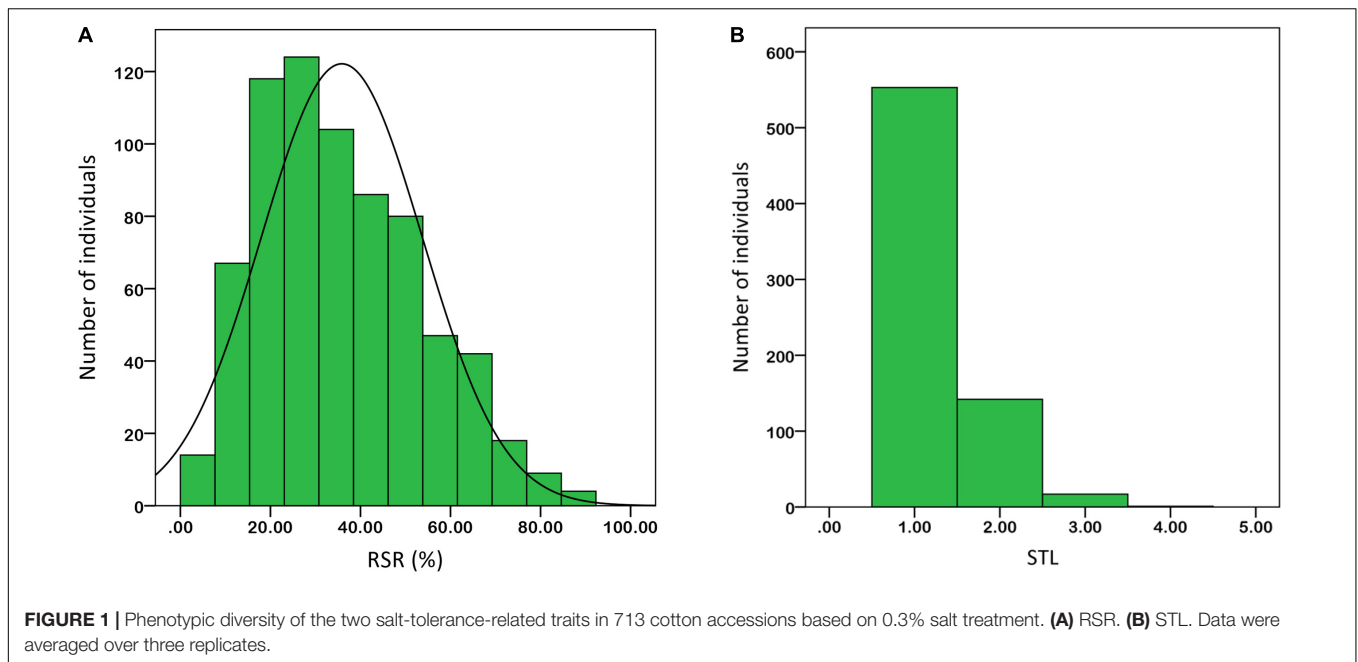 A
120
100
80
60
40
20
0
Number of individuals
.00 20.00 40.00 60.00 80.00 100.00
RSR (%)
B
600
500
400
300
200
100
0
Number of individuals
.00 1.00 2.00 3.00 4.00 5.00
STL
FIGURE 1 | Phenotypic diversity of the two salt-tolerance-related traits in 713 cotton accessions based on 0.3% salt treatment. (A) RSR. (B) STL. Data were
averaged over three replicates.